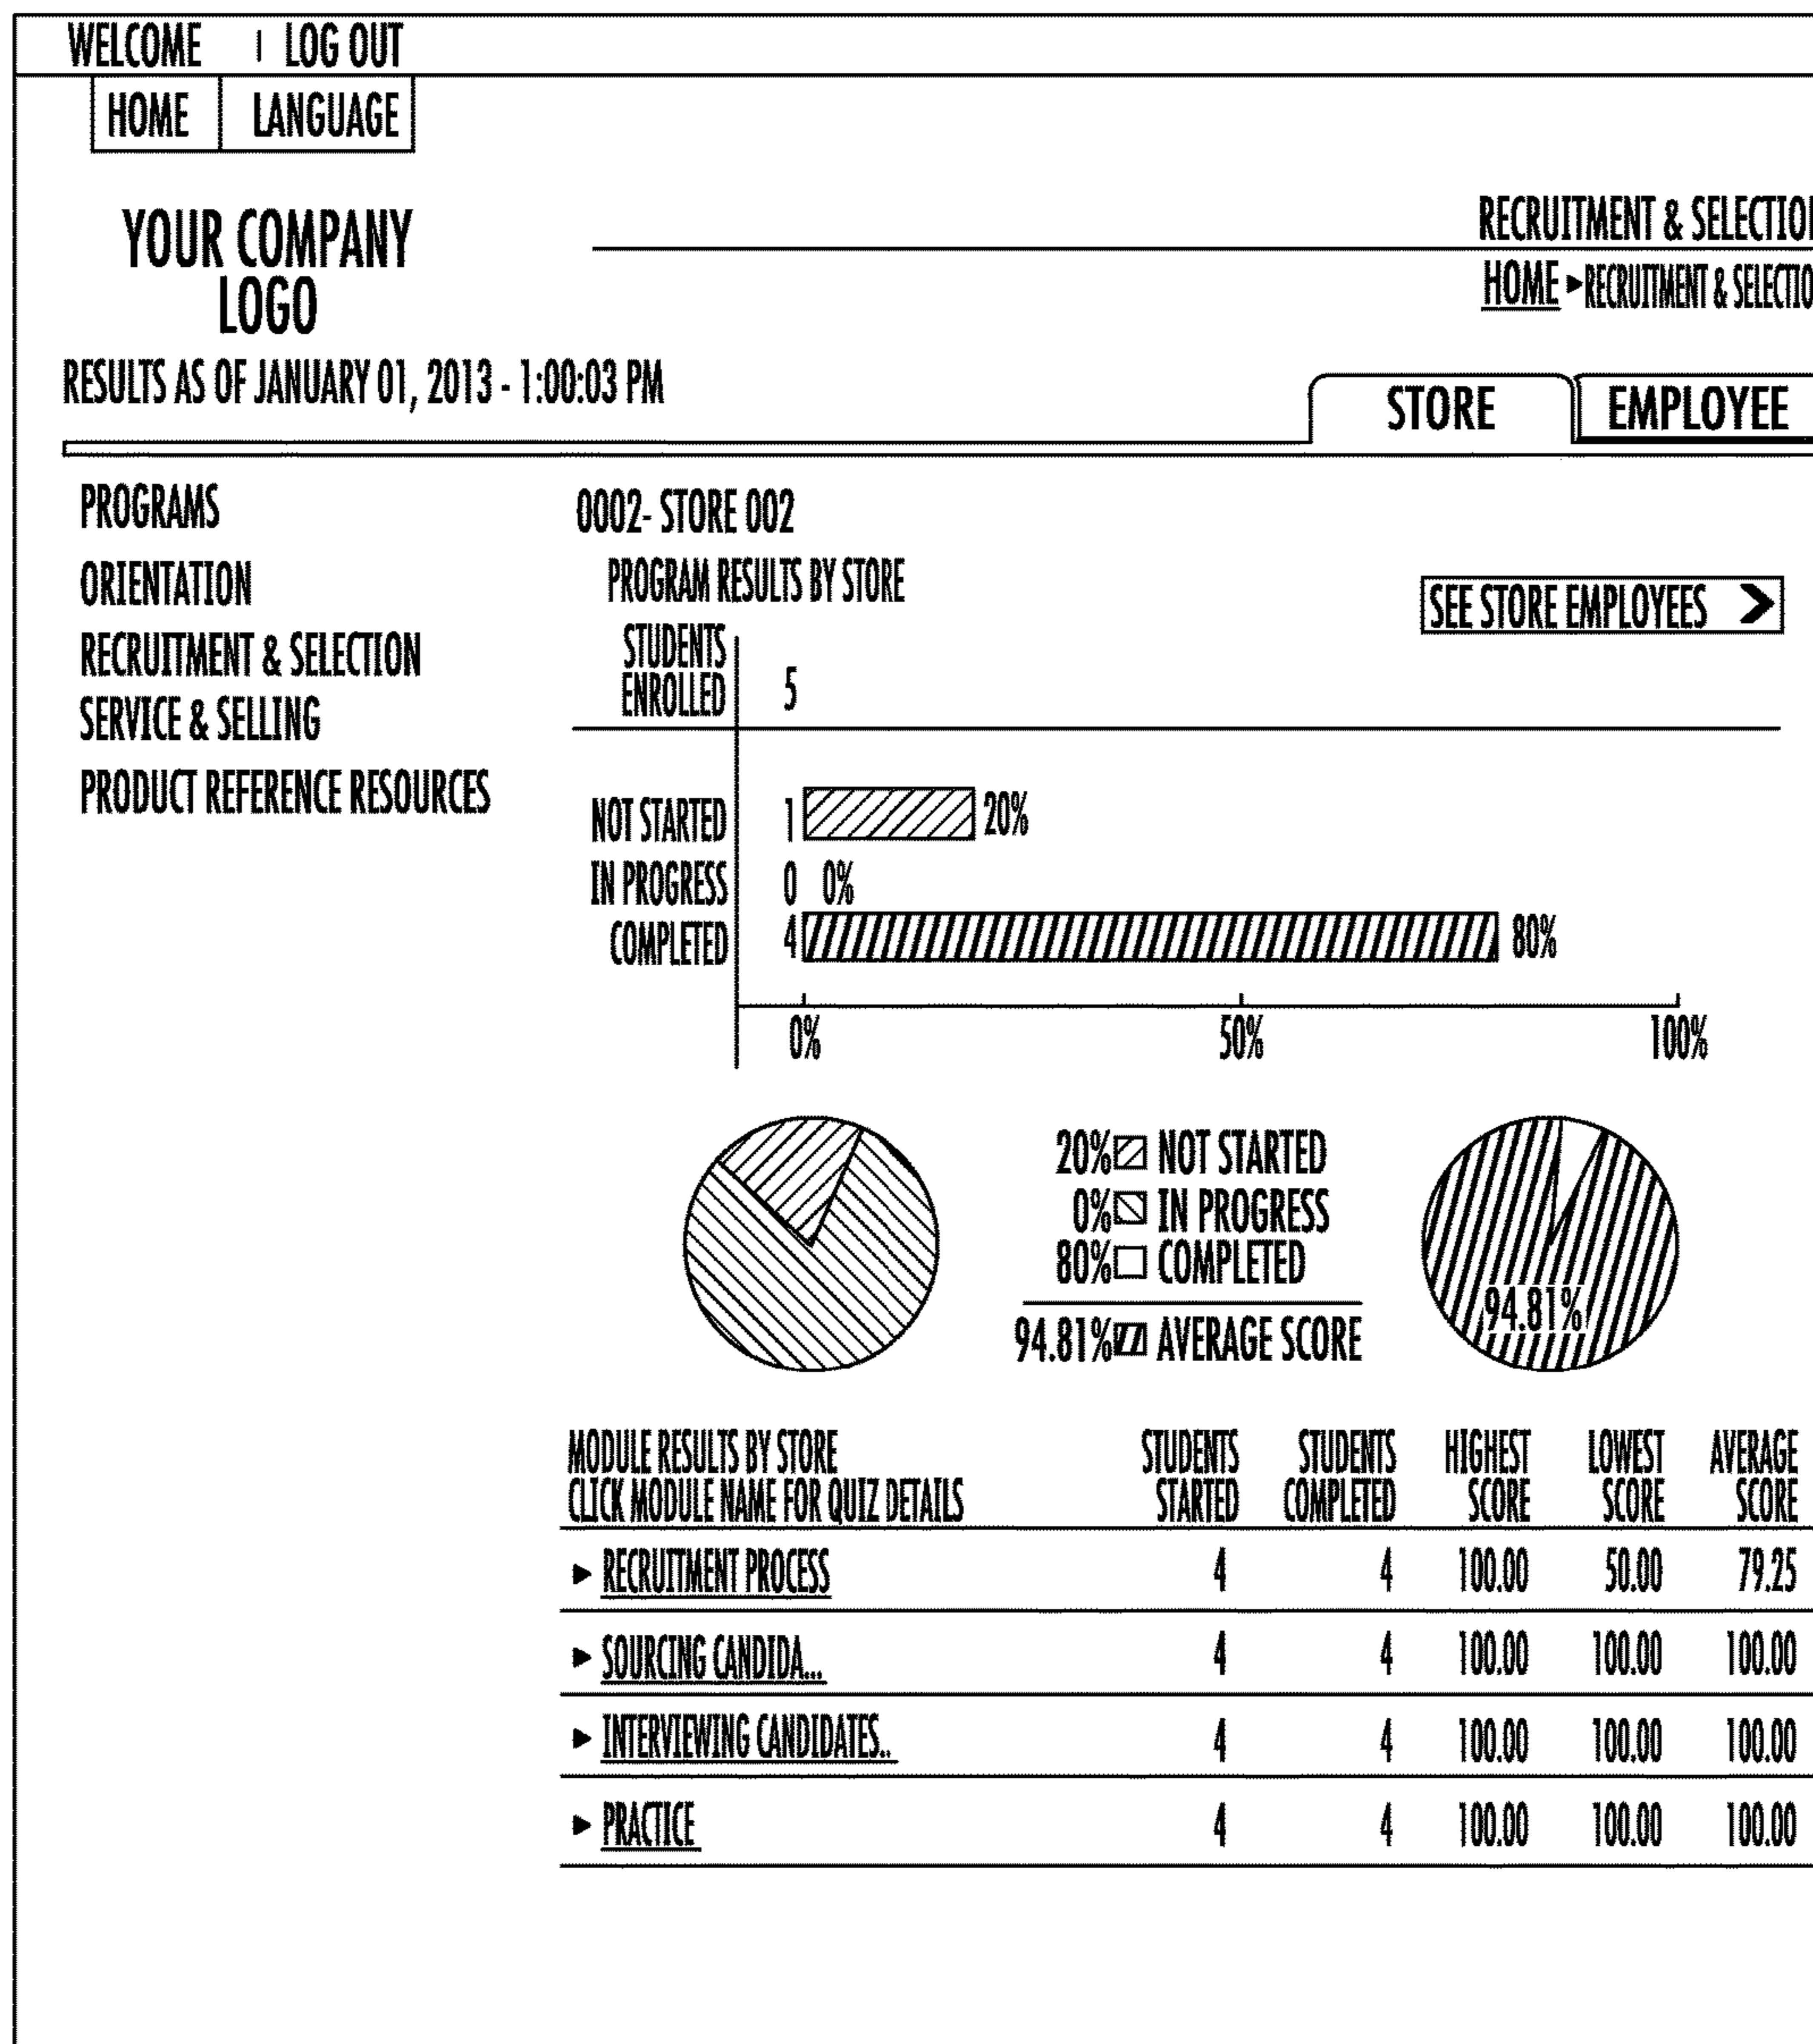 WELCOME | LOG OUT
HOME LANGUAGE
YOUR COMPANY
LOGO
RECRUITMENT & SELECTION
HOME ▸RECRUITMENT & SELECTIO
RESULTS AS OF JANUARY 01, 2013 - 1:00:03 PM
STORE EMPLOYEE
PROGRAMS
ORIENTATION
RECRUITMENT & SELECTION
SERVICE & SELLING
PRODUCT REFERENCE RESOURCES
0002- STORE 002
PROGRAM RESULTS BY STORE
SEE STORE EMPLOYEES
STUDENTS
ENROLLED 5
NOT STARTED 1 20%
IN PROGRESS 0 0%
COMPLETED 4 80%
0% 50% 100%
20% NOT STARTED
0% IN PROGRESS
80% COMPLETED
94.81% AVERAGE SCORE
94.81%
MODULE RESULTS BY STORE STUDENTS STUDENTS HIGHEST LOWEST AVERAGE
CLICK MODULE NAME FOR QUIZ DETAILS STARTED COMPLETED SCORE SCORE SCORE
▸ RECRUITMENT PROCESS 4 4 100.00 50.00 79.25
▸ SOURCING CANDIDA... 4 4 100.00 100.00 100.00
▸ INTERVIEWING CANDIDATES.. 4 4 100.00 100.00 100.00
▸ PRACTICE 4 4 100.00 100.00 100.00